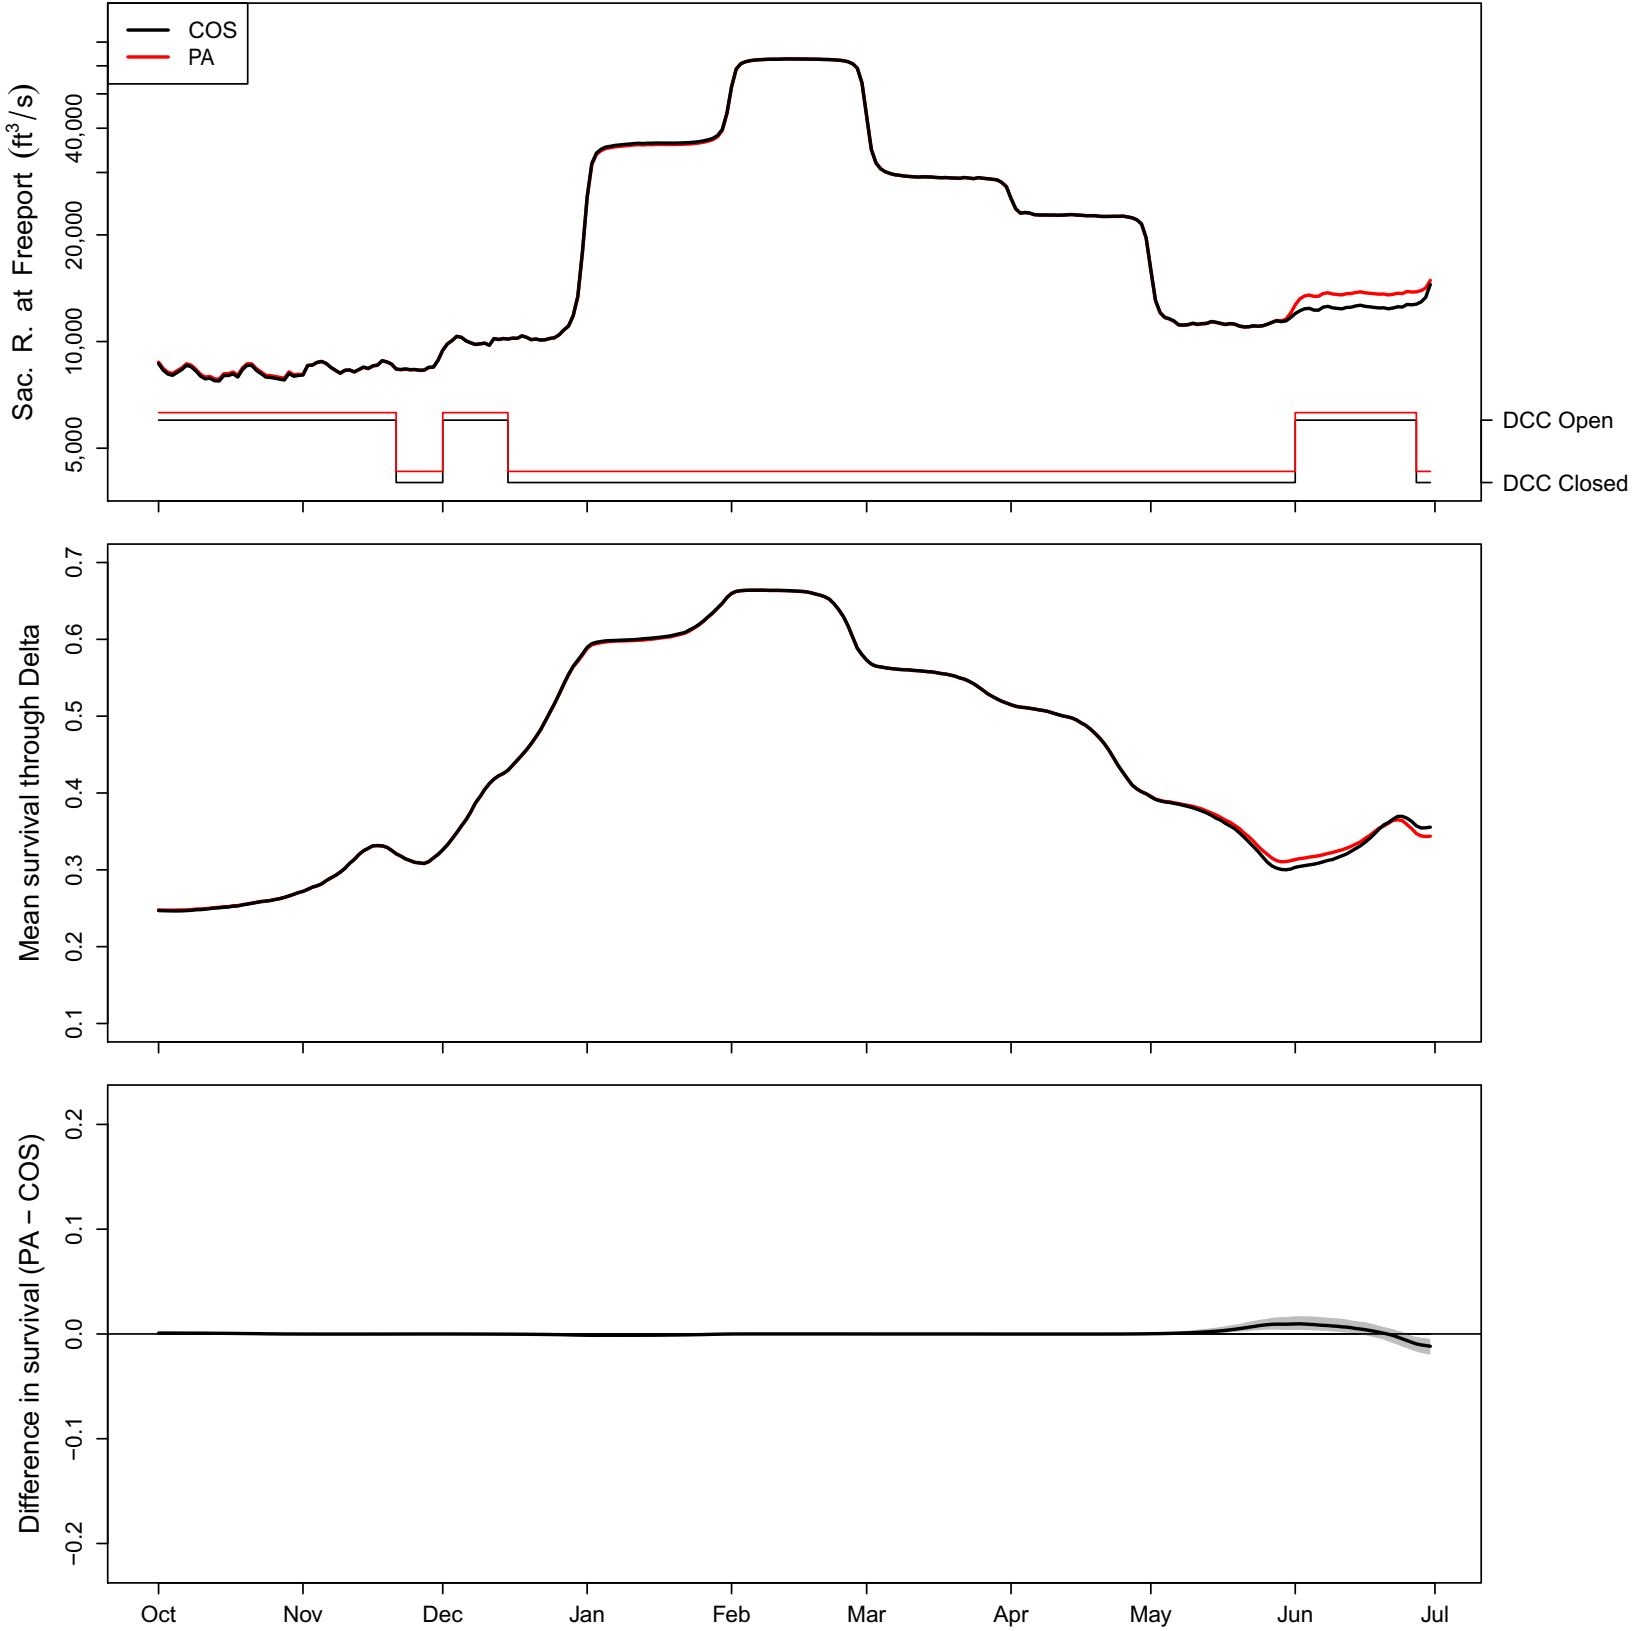 COS
PA
Sac. R. at Freeport (ft³/s)
40,000
20,000
10,000
5,000
DCC Open
DCC Closed
Mean survival through Delta
0.7
0.6
0.5
0.4
0.3
0.2
0.1
Difference in survival (PA − COS)
0.2
0.1
0.0
−0.1
−0.2
Oct Nov Dec Jan Feb Mar Apr May Jun Jul